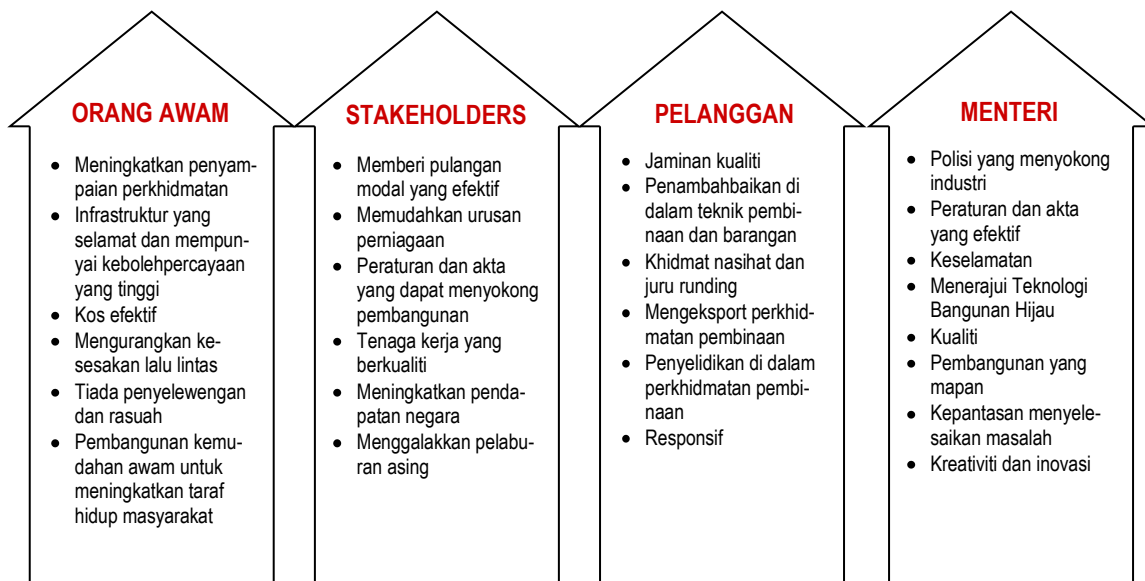 ORANG AWAM
• Meningkatkan penyam-
paian perkhidmatan
• Infrastruktur yang
selamat dan mempun-
yai kebolehpercayaan
yang tinggi
• Kos efektif
• Mengurangkan ke-
sesakan lalu lintas
• Tiada penyelewengan
dan rasuah
• Pembangunan kemu-
dahan awam untuk
meningkatkan taraf
hidup masyarakat
STAKEHOLDERS
• Memberi pulangan
modal yang efektif
• Memudahkan urusan
perniagaan
• Peraturan dan akta
yang dapat menyokong
pembangunan
• Tenaga kerja yang
berkualiti
• Meningkatkan penda-
patan negara
• Menggalakkan pelabu-
ran asing
PELANGGAN
• Jaminan kualiti
• Penambahbaikan di
dalam teknik pembi-
naan dan barangan
• Khidmat nasihat dan
juru runding
• Mengeksport perkhid-
matan pembinaan
• Penyelidikan di dalam
perkhidmatan pembi-
naan
• Responsif
MENTERI
• Polisi yang menyokong
industri
• Peraturan dan akta
yang efektif
• Keselamatan
• Menerajui Teknologi
Bangunan Hijau
• Kualiti
• Pembangunan yang
mapan
• Kepantasan menyele-
saikan masalah
• Kreativiti dan inovasi